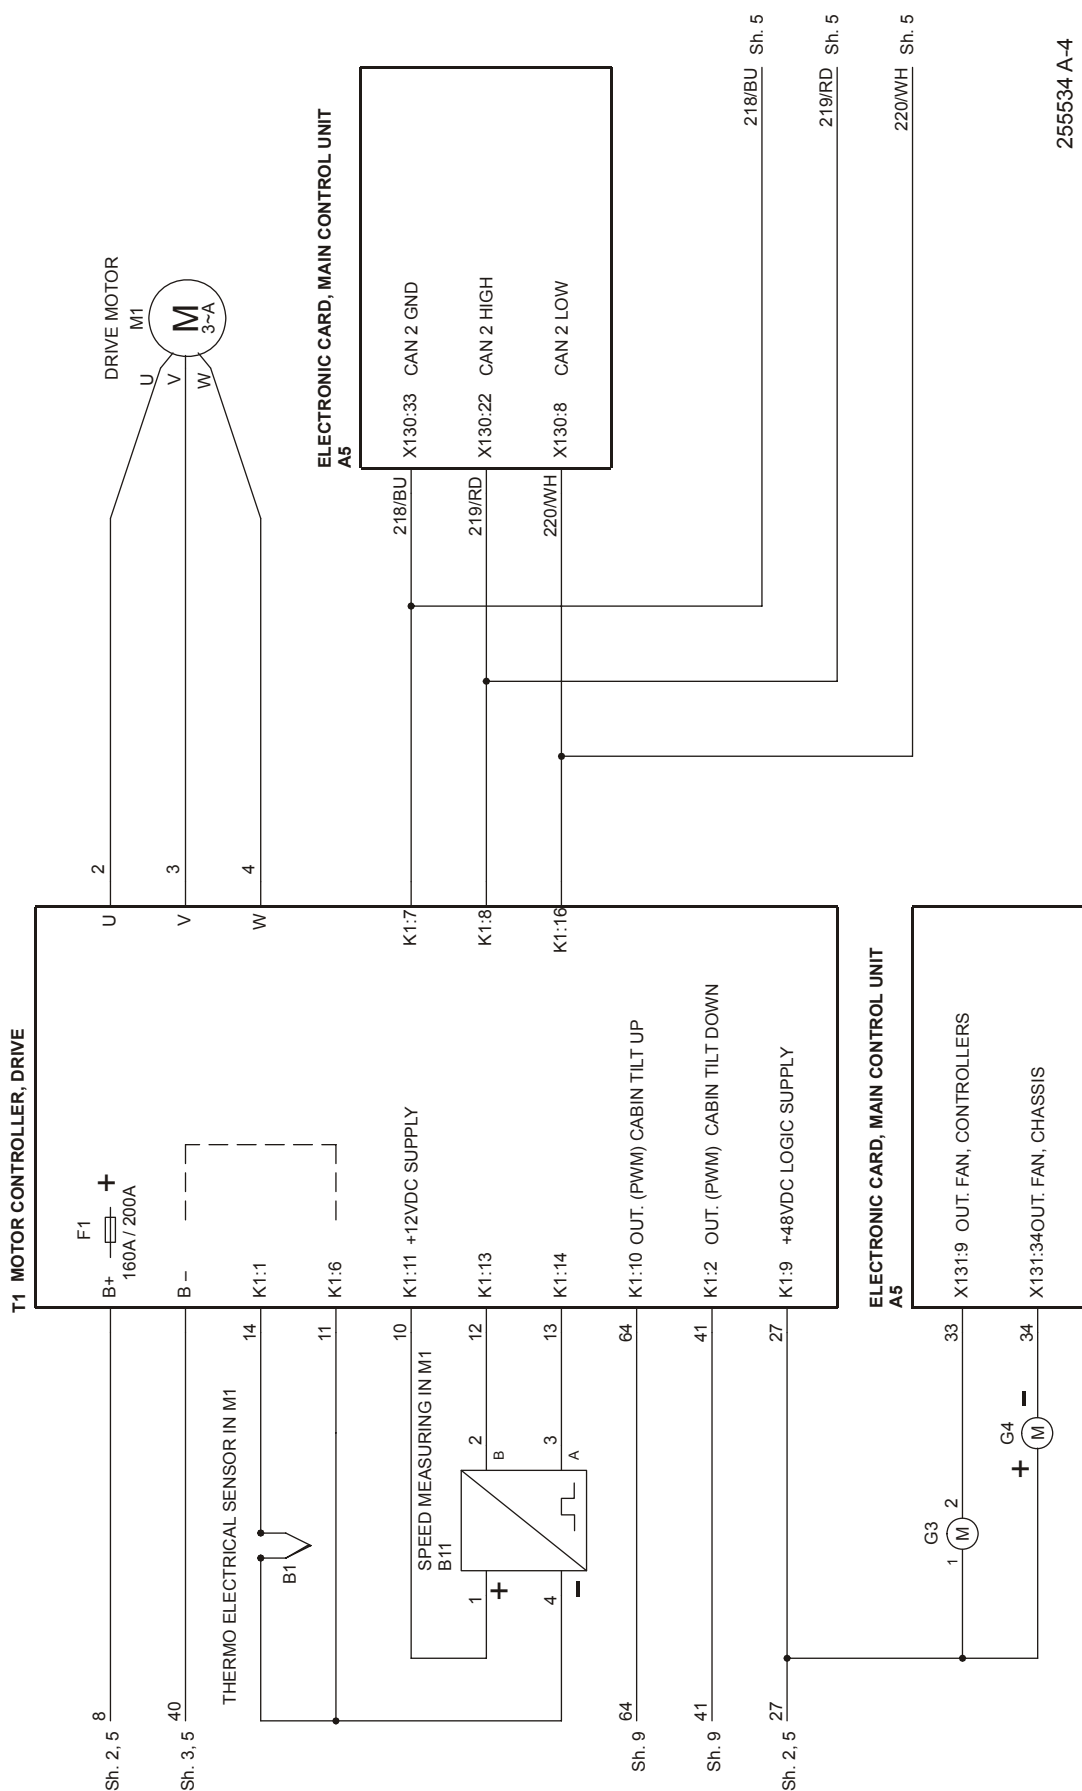 T1 MOTOR CONTROLLER, DRIVE
Sh. 2, 5
8
B+
F1
160A / 200A
+
U
2
U
DRIVE MOTOR
M1
M
3~A
Sh. 3, 5
40
B –
V
3
V
THERMO ELECTRICAL SENSOR IN M1
B1
14
K1:1
W
4
W
11
K1:6
10
K1:11 +12VDC SUPPLY
SPEED MEASURING IN M1
B11
1
+
2
B
12
K1:13
4
-
3
A
13
K1:14
K1:7
218/BU
K1:8
219/RD
K1:16
220/WH
ELECTRONIC CARD, MAIN CONTROL UNIT
A5
X130:33 CAN 2 GND
X130:22 CAN 2 HIGH
X130:8 CAN 2 LOW
Sh. 9
64
64
K1:10 OUT. (PWM) CABIN TILT UP
Sh. 9
41
41
K1:2 OUT. (PWM) CABIN TILT DOWN
Sh. 2, 5
27
27
K1:9 +48VDC LOGIC SUPPLY
218/BU Sh. 5
219/RD Sh. 5
220/WH Sh. 5
ELECTRONIC CARD, MAIN CONTROL UNIT
A5
G3
1
M
2
33
X131:9 OUT. FAN, CONTROLLERS
G4
+
M
-
34
X131:34OUT. FAN, CHASSIS
255534 A-4